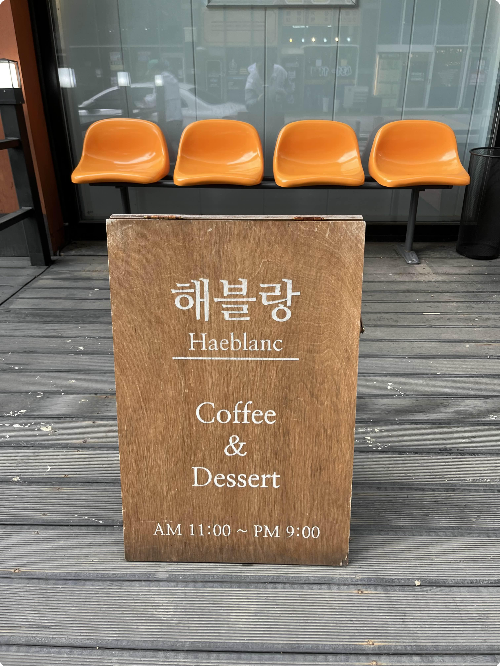 해블랑
Haeblanc
Coffee
&
Dessert
AM 11:00 ~ PM 9:00